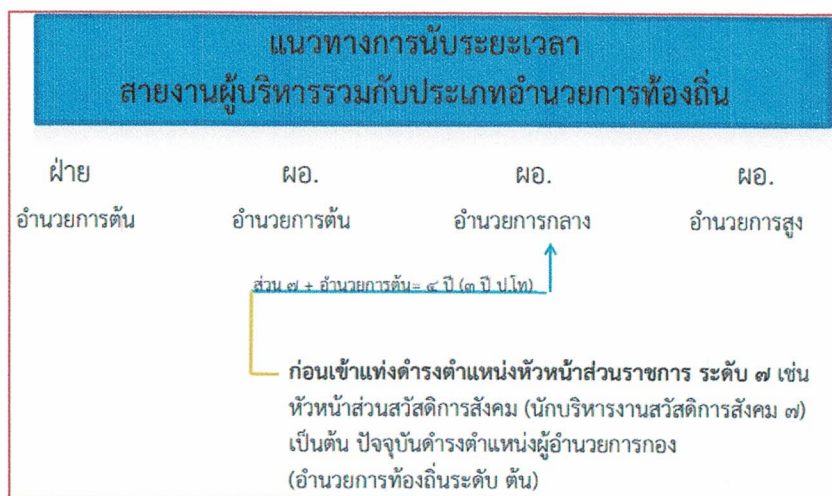 แนวทางการนับระยะเวลา
สายงานผู้บริหารรวมกับประเภทอำนวยการท้องถิ่น
ฝ่าย ผอ. ผอ. ผอ.
อำนวยการต้น อำนวยการต้น อำนวยการกลาง อำนวยการสูง
ส่วน ๗ + อำนวยการต้น= ๔ ปี (๓ ปี ป.โท)
ก่อนเข้าแท่งดำรงตำแหน่งหัวหน้าส่วนราชการ ระดับ ๗ เช่น
หัวหน้าส่วนสวัสดิการสังคม (นักบริหารงานสวัสดิการสังคม ๗)
เป็นต้น ปัจจุบันดำรงตำแหน่งผู้อำนวยการกอง
(อำนวยการท้องถิ่นระดับ ต้น)